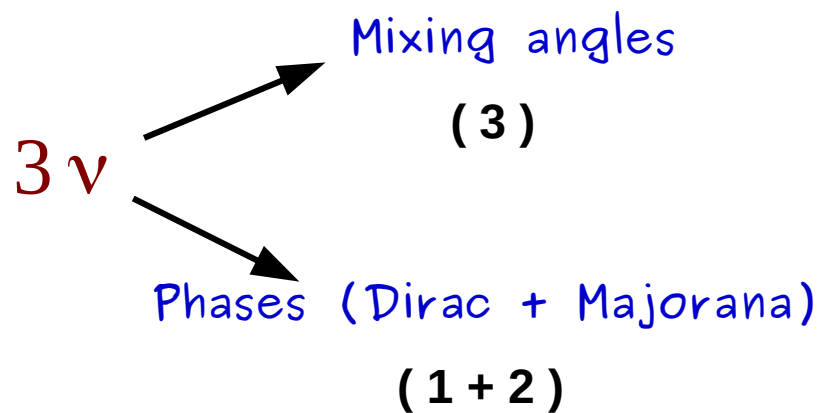 Mixing angles
( 3 )
3 ν
Phases (Dirac + Majorana)
( 1 + 2 )